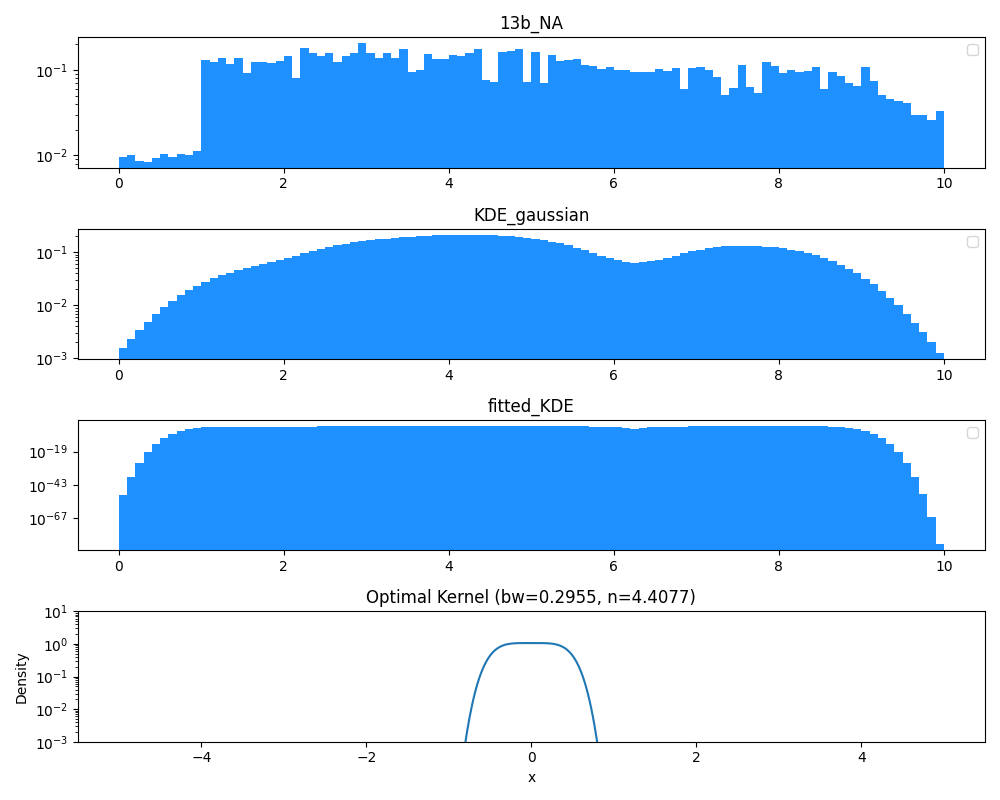 13b_NA
10⁻¹
10⁻²
0 2 4 6 8 10
KDE_gaussian
10⁻¹
10⁻²
10⁻³
0 2 4 6 8 10
fitted_KDE
10⁻¹⁹
10⁻⁴³
10⁻⁶⁷
0 2 4 6 8 10
Optimal Kernel (bw=0.2955, n=4.4077)
Density
10¹
10⁰
10⁻¹
10⁻²
10⁻³
−4 −2 0 2 4
x